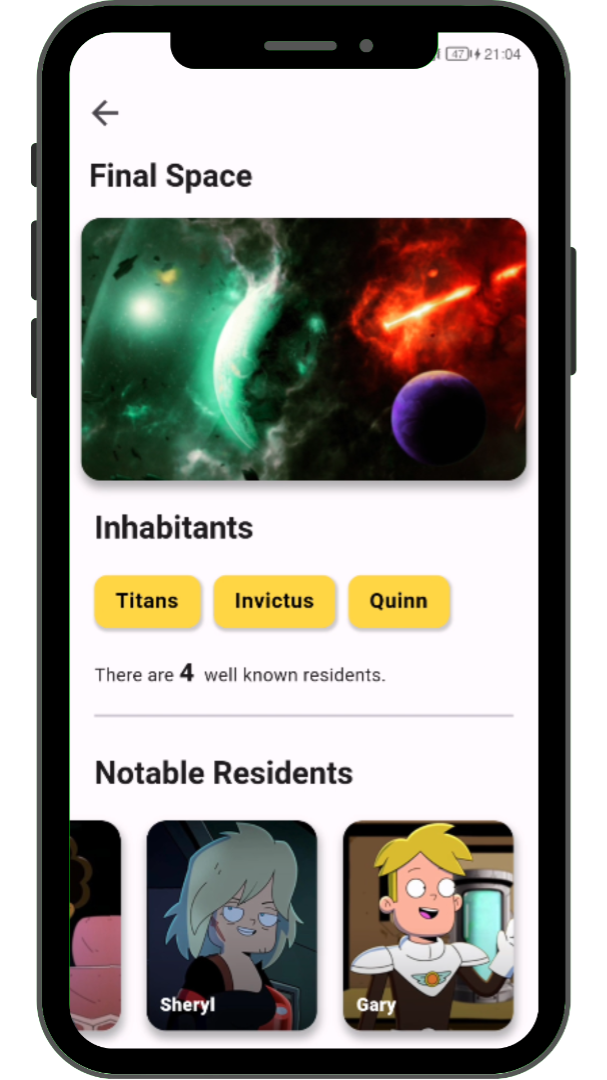 47 21:04
Final Space
Inhabitants
Titans Invictus Quinn
There are 4 well known residents.
Notable Residents
Sheryl Gary